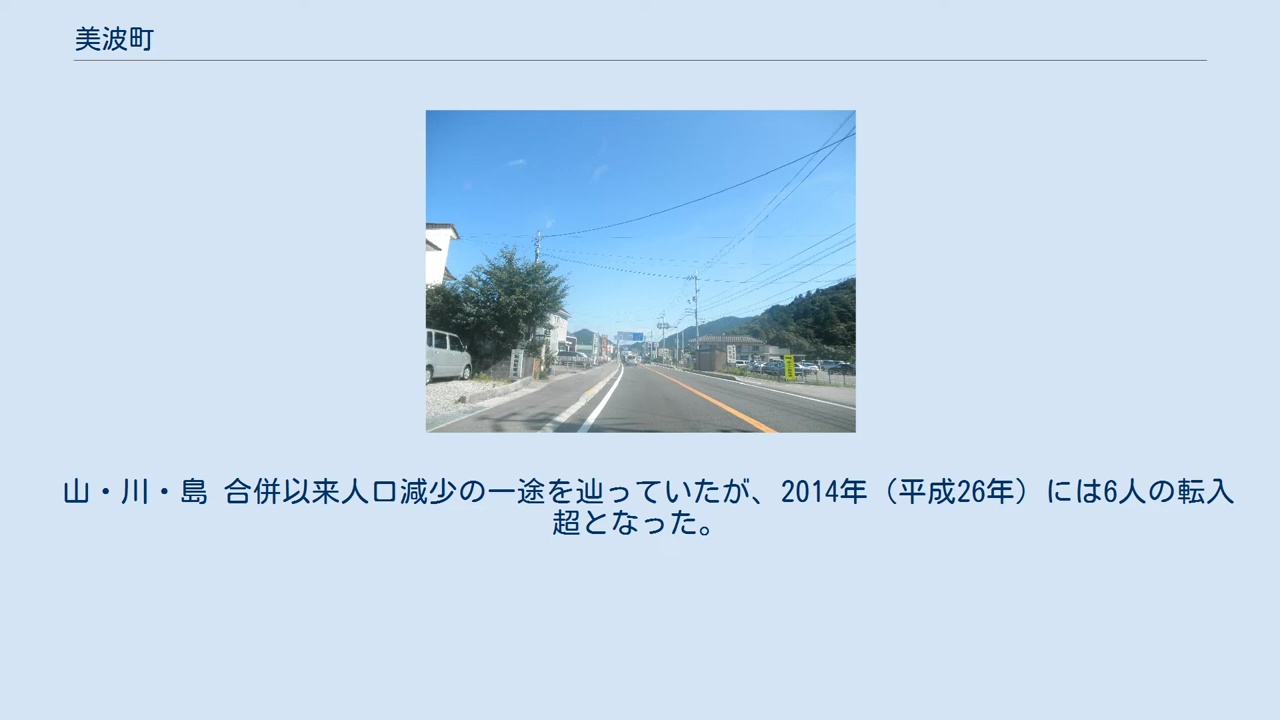 美波町
山・川・島 合併以来人口減少の一途を辿っていたが、2014年（平成26年）には6人の転入
超となった。